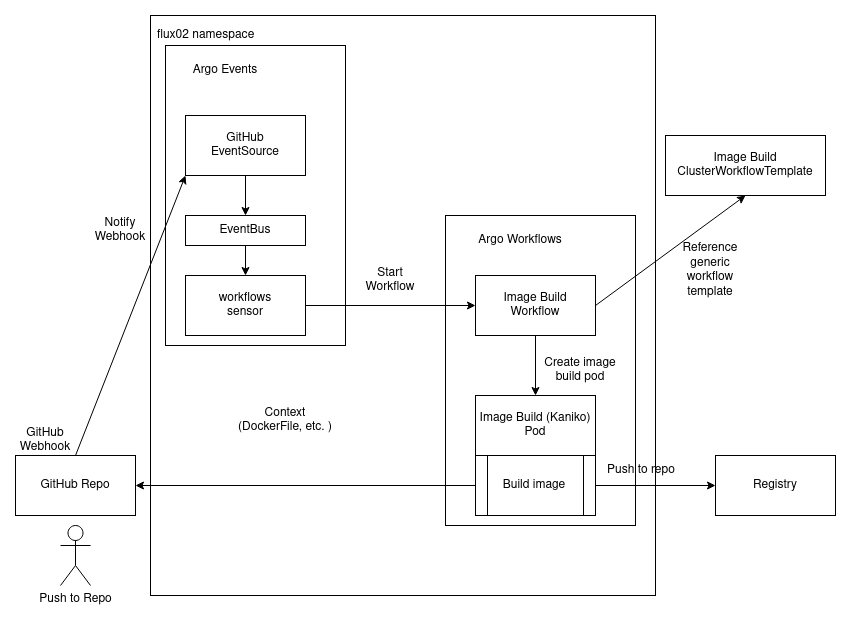 flux02 namespace
Argo Events
GitHub
EventSource
EventBus
workflows
sensor
Notify
Webhook
Start
Workflow
Argo Workflows
Image Build
Workflow
Image Build
ClusterWorkflowTemplate
Reference
generic
workflow
template
Create image
build pod
Image Build (Kaniko)
Pod
Build image
Context
(DockerFile, etc. )
GitHub
Webhook
GitHub Repo
Push to repo
Registry
Push to Repo